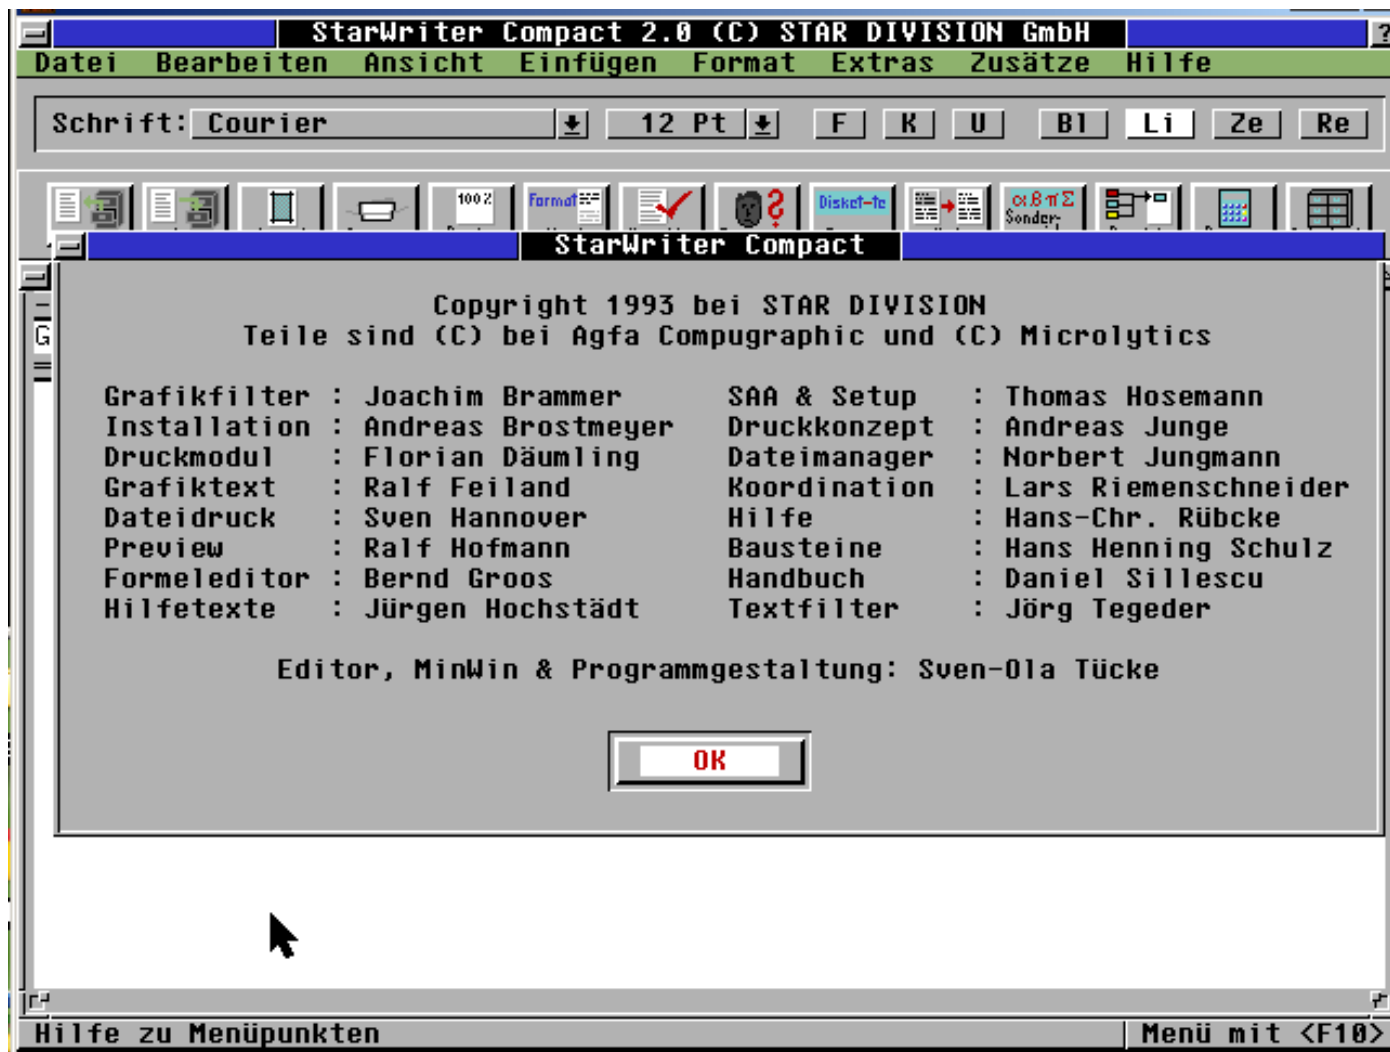 StarWriter Compact 2.0 (C) STAR DIVISION GmbH ?
Datei Bearbeiten Ansicht Einfügen Format Extras Zusätze Hilfe
Schrift: Courier 12 Pt F K U Bl Li Ze Re
100% Format Disket-te αβπΣ
Sonder-
StarWriter Compact
G
Copyright 1993 bei STAR DIVISION
Teile sind (C) bei Agfa Compugraphic und (C) Microlytics
Grafikfilter : Joachim Brammer SAA & Setup : Thomas Hosemann
Installation : Andreas Brostmeyer Druckkonzept : Andreas Junge
Druckmodul : Florian Däumling Dateimanager : Norbert Jungmann
Grafiktext : Ralf Feiland Koordination : Lars Riemenschneider
Dateidruck : Sven Hannover Hilfe : Hans-Chr. Rübcke
Preview : Ralf Hofmann Bausteine : Hans Henning Schulz
Formeleditor : Bernd Groos Handbuch : Daniel Sillescu
Hilfetexte : Jürgen Hochstädt Textfilter : Jörg Tegeder
Editor, MinWin & Programmgestaltung: Sven-Ola Tücke
OK
Hilfe zu Menüpunkten Menü mit <F10>